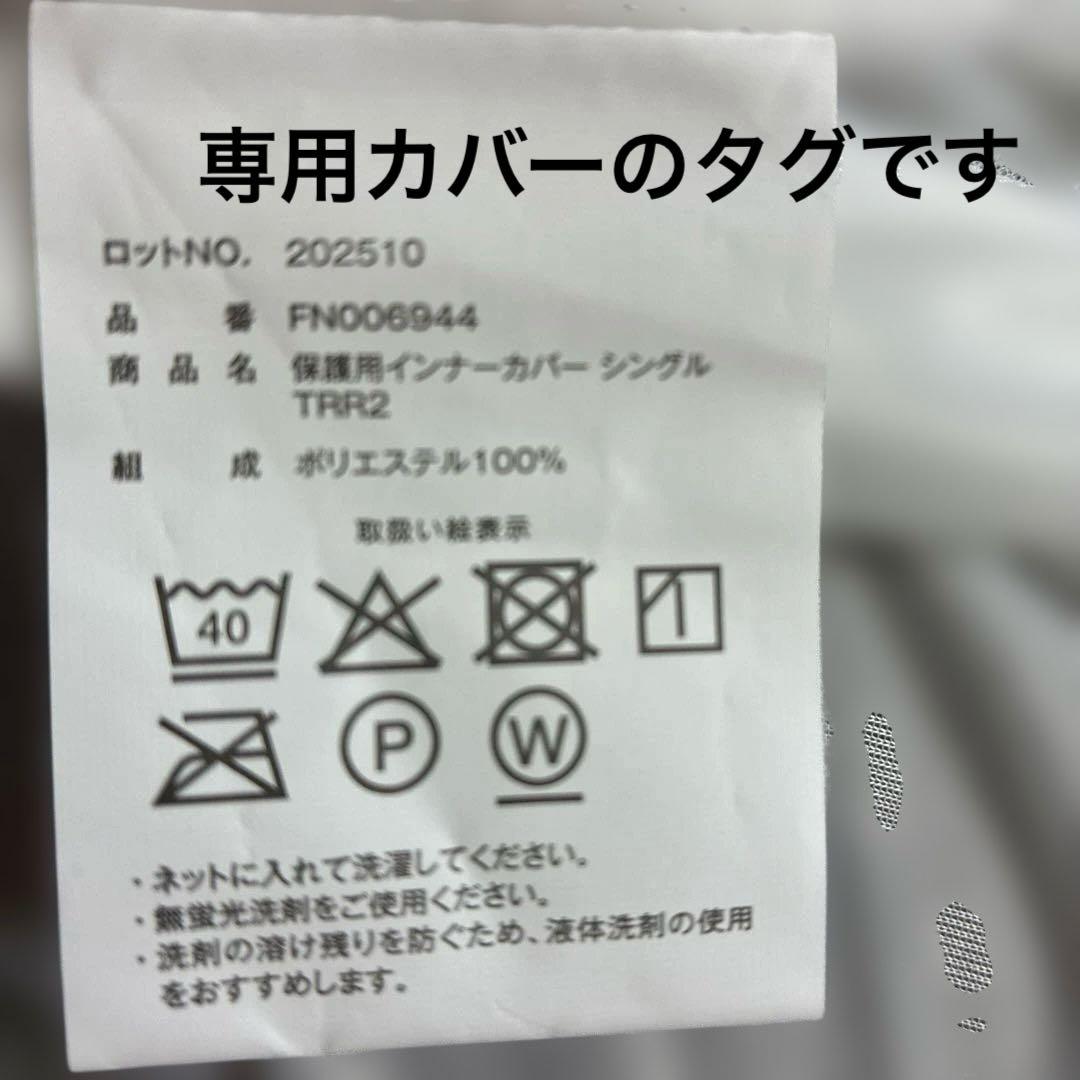 専用カバーのタグです
ロットNO. 202510
品番 FN006944
商品名 保護用インナーカバー シングル
TRR2
組成 ポリエステル100%
取扱い絵表示
40
P W
・ネットに入れて洗濯してください。
・無蛍光洗剤をご使用ください。
・洗剤の溶け残りを防ぐため、液体洗剤の使用
をおすすめします。